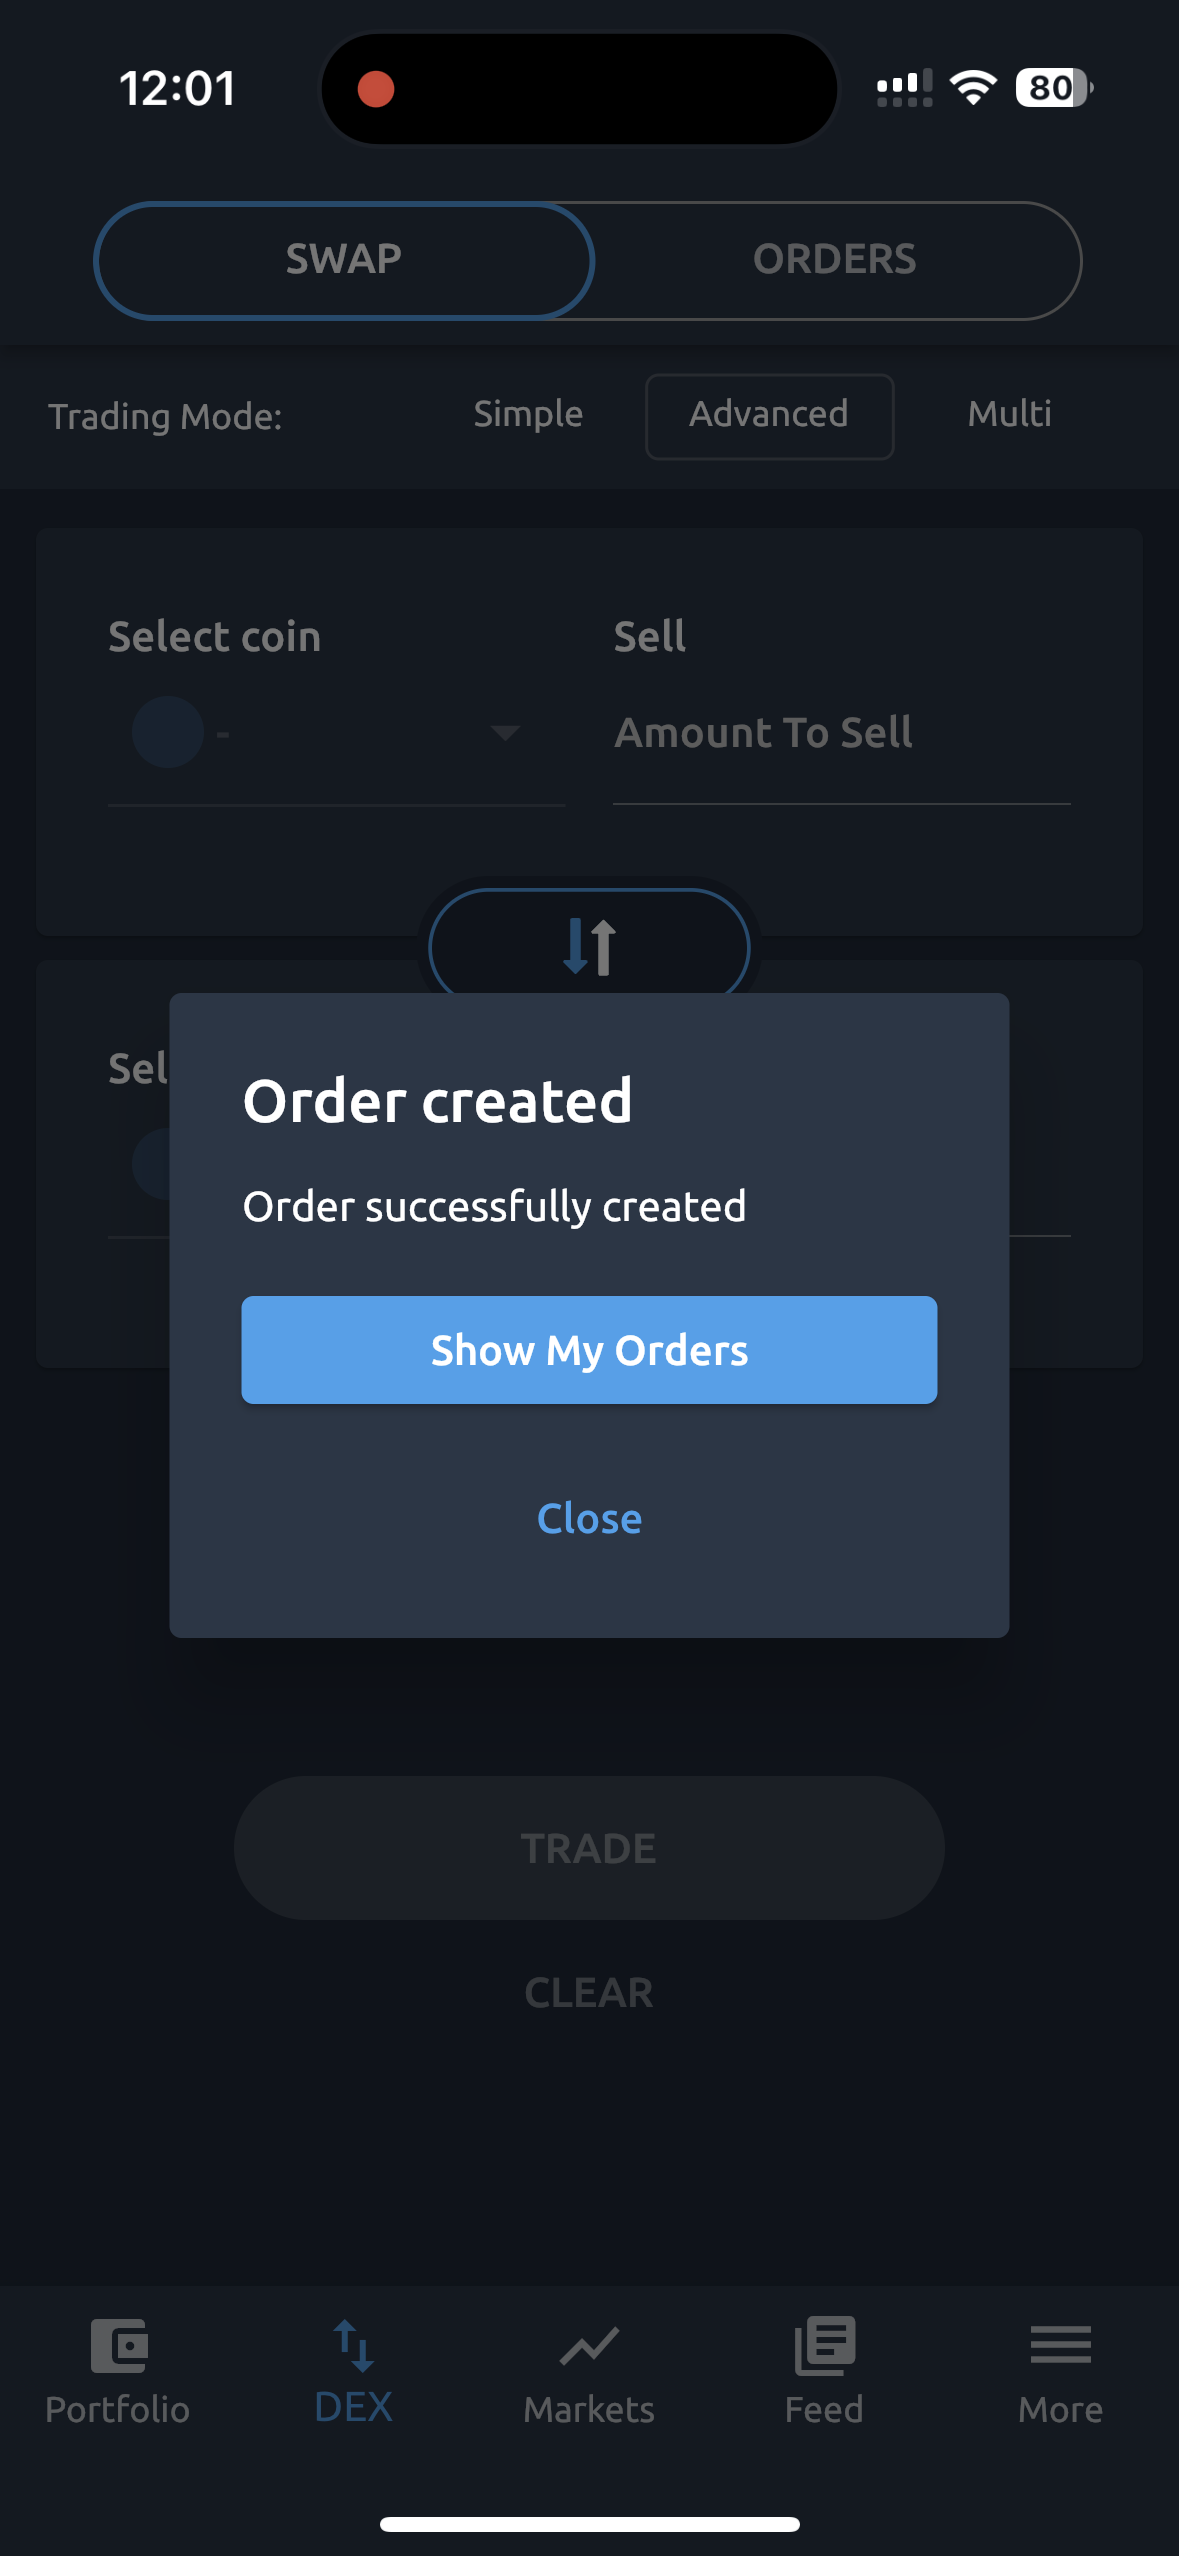 12:01
80
SWAP
ORDERS
Trading Mode:
Simple
Advanced
Multi
Select coin
Sell
-
Amount To Sell
Sel
Order created
Order successfully created
Show My Orders
Close
TRADE
CLEAR
Portfolio
DEX
Markets
Feed
More